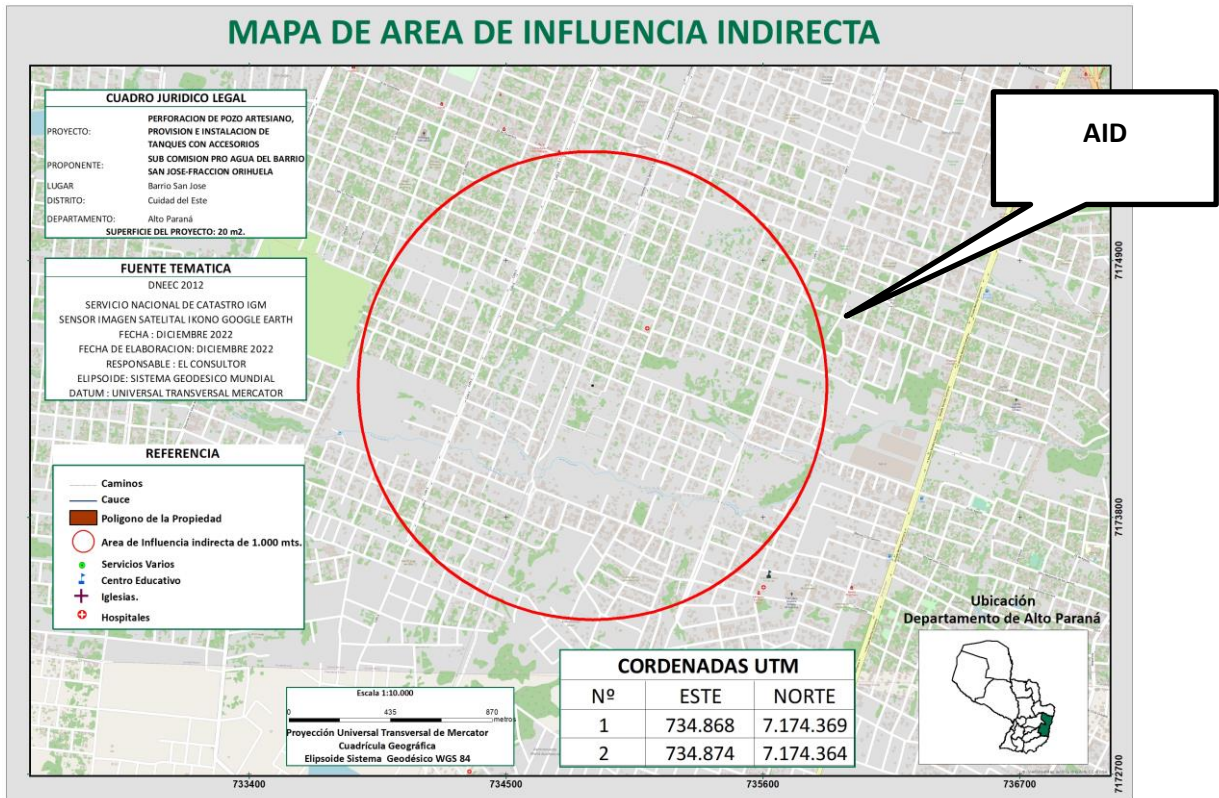 MAPA DE AREA DE INFLUENCIA INDIRECTA
AID
CUADRO JURIDICO LEGAL
PROYECTO: PERFORACION DE POZO ARTESIANO,
PROVISION E INSTALACION DE
TANQUES CON ACCESORIOS
PROPONENTE: SUB COMISION PRO AGUA DEL BARRIO
SAN JOSE-FRACCION ORIHUELA
LUGAR Barrio San Jose
DISTRITO: Cuidad del Este
DEPARTAMENTO: Alto Paraná
SUPERFICIE DEL PROYECTO: 20 m2.
FUENTE TEMATICA
DNEEC 2012
SERVICIO NACIONAL DE CATASTRO IGM
SENSOR IMAGEN SATELITAL IKONO GOOGLE EARTH
FECHA : DICIEMBRE 2022
FECHA DE ELABORACION: DICIEMBRE 2022
RESPONSABLE : EL CONSULTOR
ELIPSOIDE: SISTEMA GEODESICO MUNDIAL
DATUM : UNIVERSAL TRANSVERSAL MERCATOR
REFERENCIA
Caminos
Cauce
Poligono de la Propiedad
Area de Influencia indirecta de 1.000 mts.
Servicios Varios
Centro Educativo
Iglesias.
Hospitales
Escala 1:10.000
0 435 870
metros
Proyección Universal Transversal de Mercator
Cuadrícula Geográfica
Elipsoide Sistema Geodésico WGS 84
CORDENADAS UTM
Nº ESTE NORTE
1 734.868 7.174.369
2 734.874 7.174.364
Ubicación
Departamento de Alto Paraná
7174900
7173800
7172700
733400 734500 735600 736700